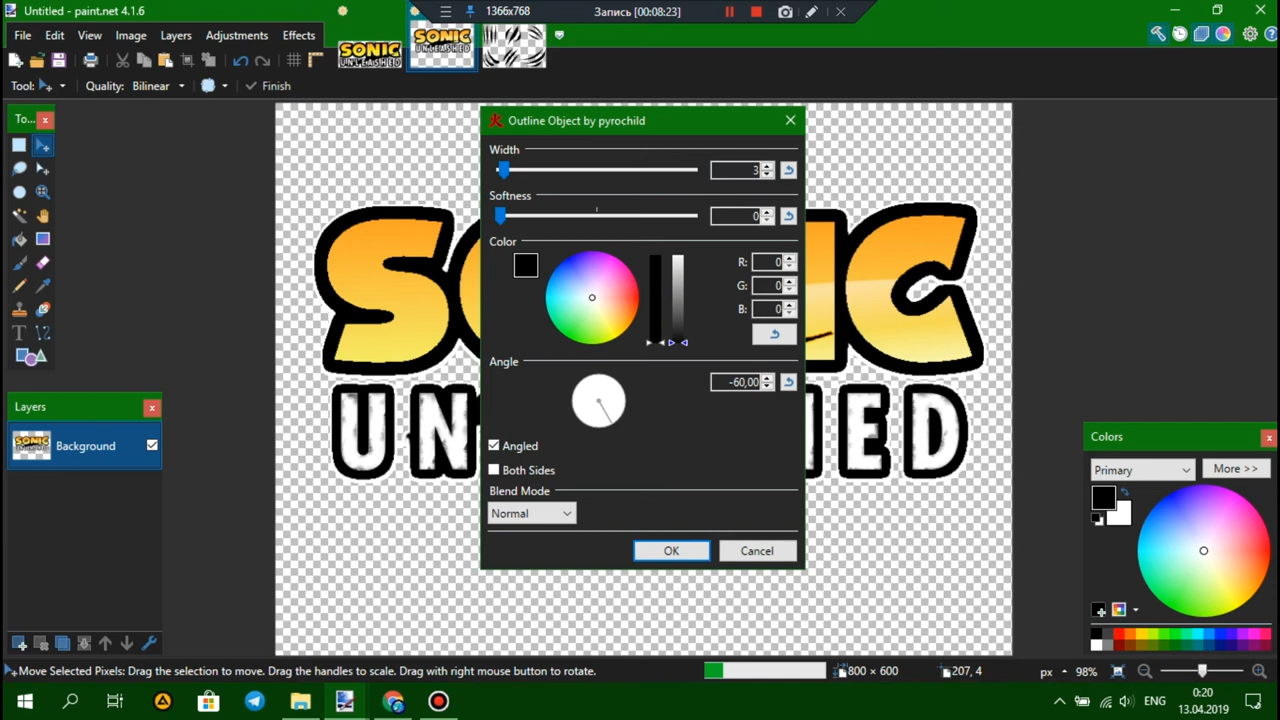 Untitled - paint.net 4.1.6
1366x768
Запись [00:08:23]
File Edit View Image Layers Adjustments Effects
SONIC UNLEASHED
SONIC UNLEASHED
Tool: Quality: Bilinear Finish
To...
Outline Object by pyrochild
Width
3
Softness
0
Color
R: 0
G: 0
B: 0
Angle
-60,00
Angled
Both Sides
Blend Mode
Normal
OK Cancel
Layers
Background
Colors
Primary More >>
Move Selected Pixels: Drag the selection to move. Drag the handles to scale. Drag with right mouse button to rotate.
800 × 600 207, 4 px 98%
ENG
0:20
13.04.2019